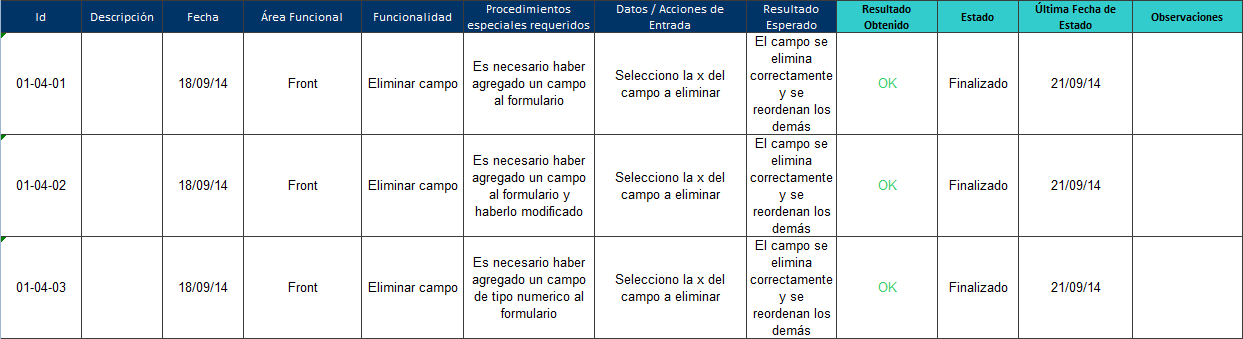 Id
Descripción
Fecha
Área Funcional
Funcionalidad
Procedimientos
especiales requeridos
Datos / Acciones de
Entrada
Resultado
Esperado
Resultado
Obtenido
Estado
Última Fecha de
Estado
Observaciones
01-04-01
18/09/14
Front
Eliminar campo
Es necesario haber
agregado un campo
al formulario
Selecciono la x del
campo a eliminar
El campo se
elimina
correctamente
y se
reordenan los
demás
OK
Finalizado
21/09/14
01-04-02
18/09/14
Front
Eliminar campo
Es necesario haber
agregado un campo
al formulario y
haberlo modificado
Selecciono la x del
campo a eliminar
El campo se
elimina
correctamente
y se
reordenan los
demás
OK
Finalizado
21/09/14
01-04-03
18/09/14
Front
Eliminar campo
Es necesario haber
agregado un campo
de tipo numerico al
formulario
Selecciono la x del
campo a eliminar
El campo se
elimina
correctamente
y se
reordenan los
demás
OK
Finalizado
21/09/14